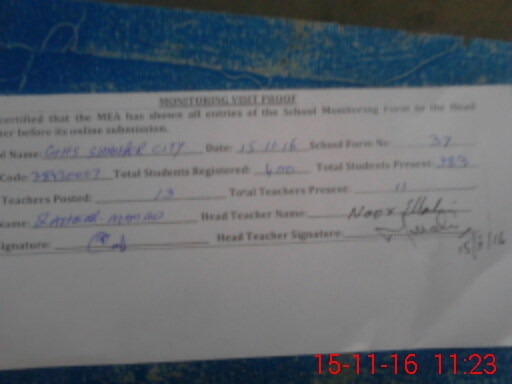 MONITORING VISIT PROOF
certified that the MEA has shown all entries of the School Monitoring Form to the Head
before its online submission.
Name: GHS CITY Date: 15 11 16 School Form No 37
Code: Total Students Registered: 400 Total Students Present: 383
Teachers Posted: 13 Total Teachers Present: 11
Name: Head Teacher Name: Noor
Signature: Head Teacher Signature:
15-11-16 11:23